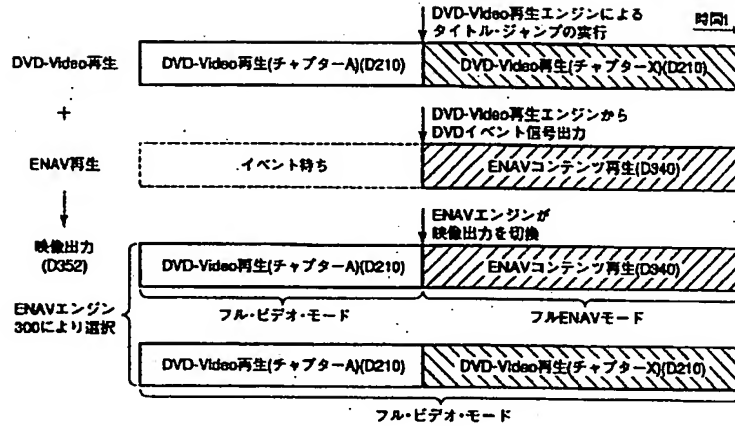 DVD-Video再生エンジンによる
タイトル・ジャンプの実行
時間t
DVD-Video再生
DVD-Video再生(チャプターA)(D210)
DVD-Video再生(チャプターX)(D210)
+
DVD-Video再生エンジンから
DVDイベント信号出力
ENAV再生
イベント待ち
ENAVコンテンツ再生(D340)
ENAVエンジンが
映像出力を切換
映像出力
(D352)
DVD-Video再生(チャプターA)(D210)
ENAVコンテンツ再生(D340)
ENAVエンジン
300により選択
フル・ビデオ・モード
フルENAVモード
DVD-Video再生(チャプターA)(D210)
DVD-Video再生(チャプターX)(D210)
フル・ビデオ・モード